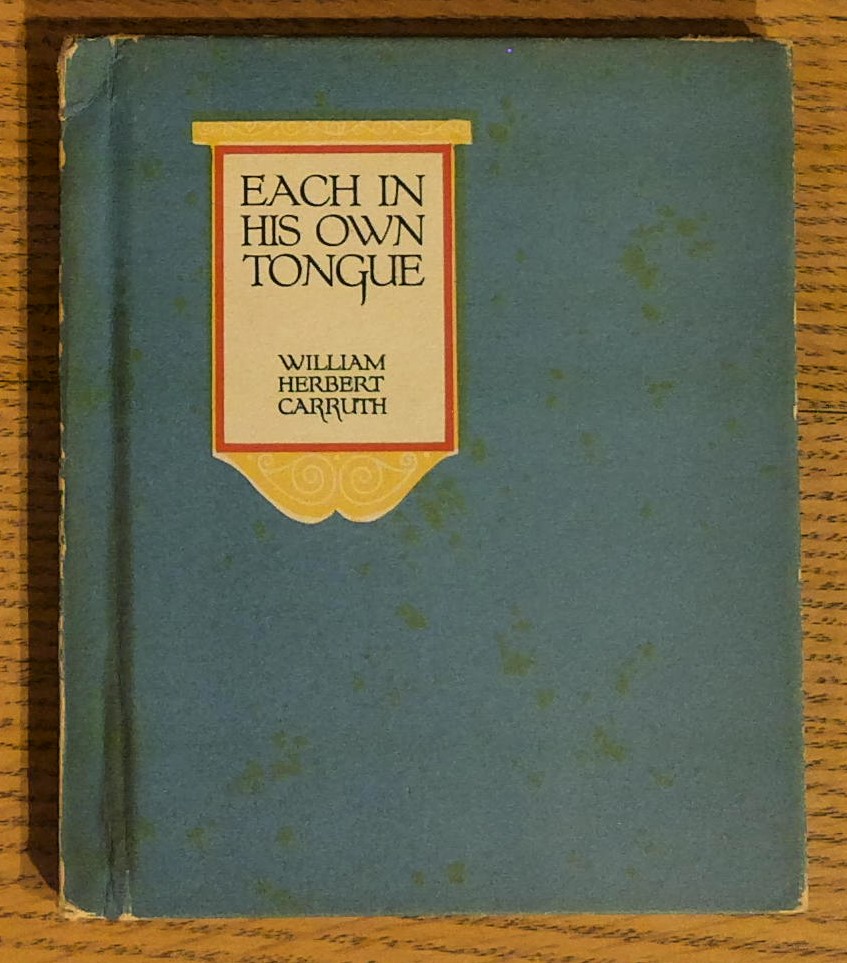 EACH IN
HIS OWN
TONGUE
WILLIAM
HERBERT
CARRUTH